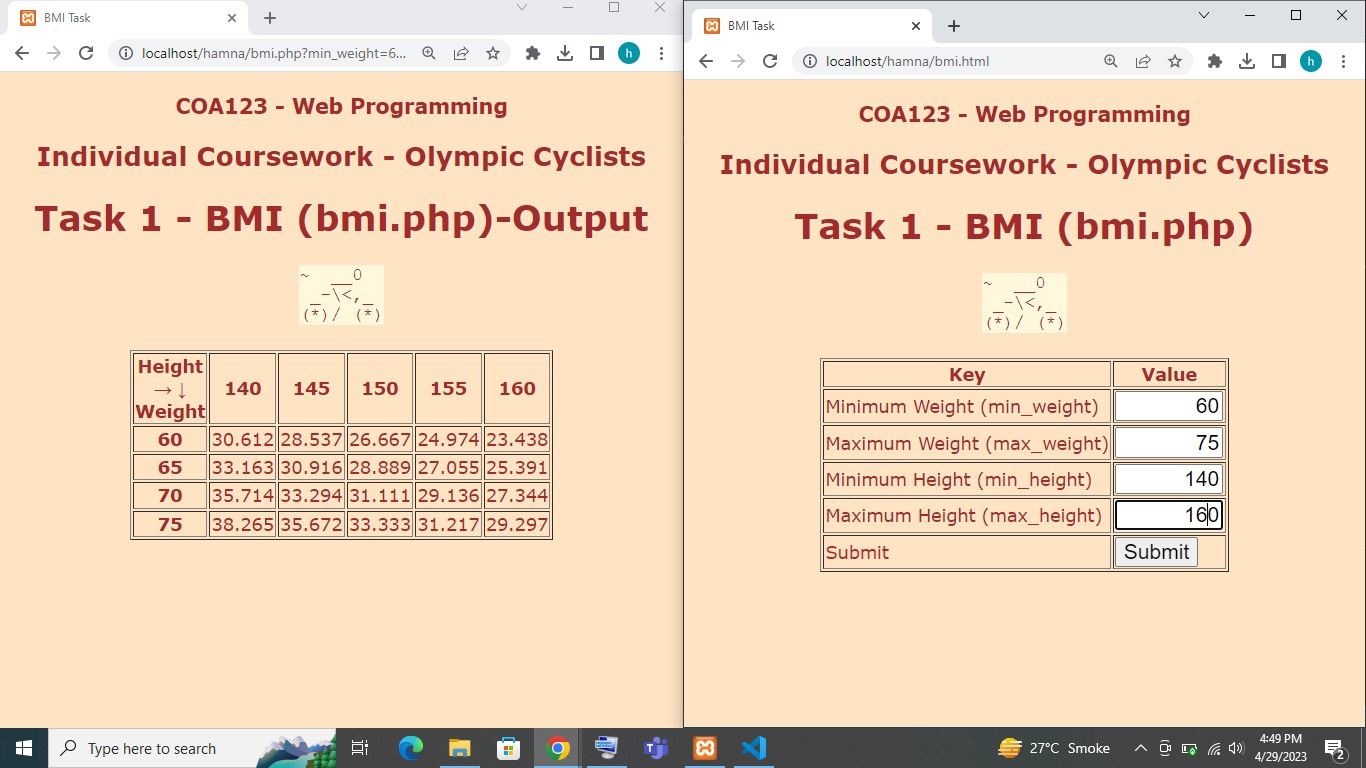 BMI Task
localhost/hamna/bmi.php?min_weight=6...
h
COA123 - Web Programming
Individual Coursework - Olympic Cyclists
Task 1 - BMI (bmi.php)-Output
~ __0
_-\<,_
(*)/ (*)
Height → ↓ Weight 140 145 150 155 160
60 30.612 28.537 26.667 24.974 23.438
65 33.163 30.916 28.889 27.055 25.391
70 35.714 33.294 31.111 29.136 27.344
75 38.265 35.672 33.333 31.217 29.297
BMI Task
localhost/hamna/bmi.html
h
COA123 - Web Programming
Individual Coursework - Olympic Cyclists
Task 1 - BMI (bmi.php)
~ __0
_-\<,_
(*)/ (*)
Key Value
Minimum Weight (min_weight) 60
Maximum Weight (max_weight) 75
Minimum Height (min_height) 140
Maximum Height (max_height) 160
Submit Submit
Type here to search
27°C Smoke
4:49 PM
4/29/2023
2